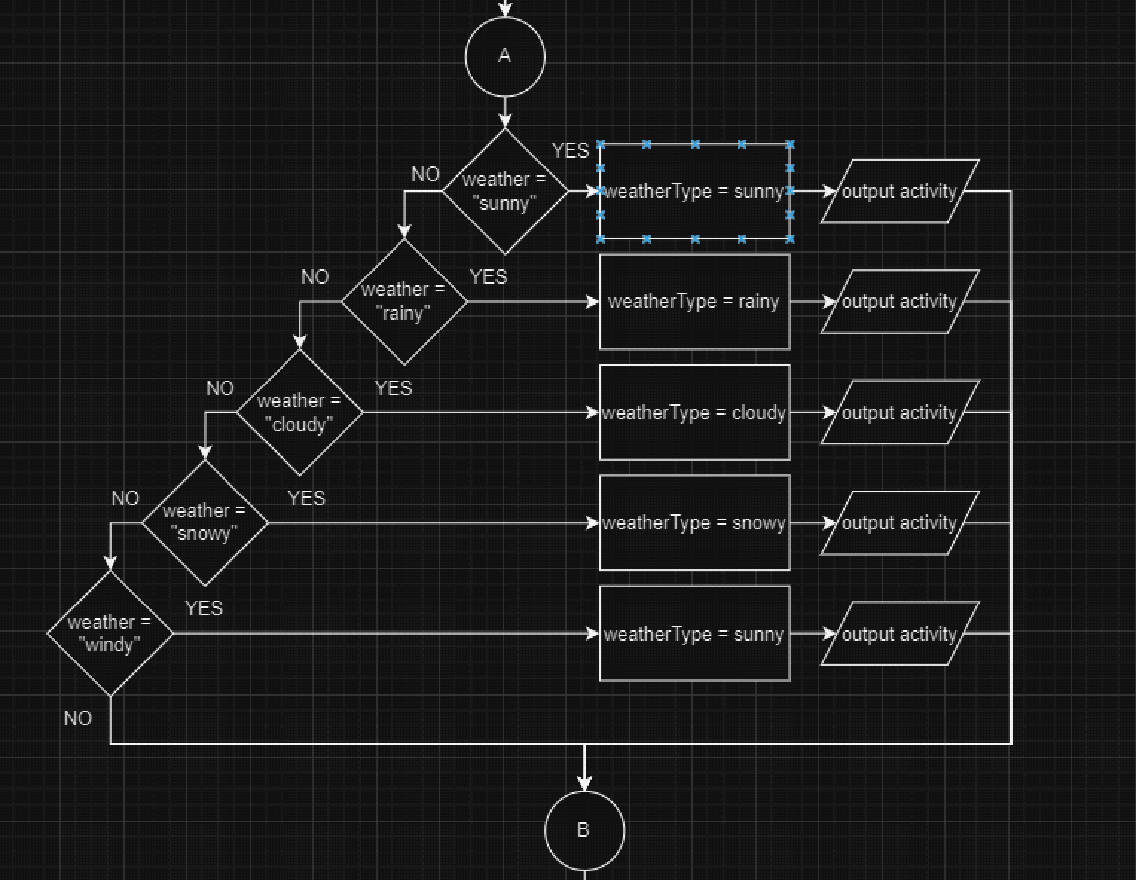 A
YES
NO
weather =
"sunny"
weatherType = sunny
output activity
NO
YES
weather =
"rainy"
weatherType = rainy
output activity
NO
YES
weather =
"cloudy"
weatherType = cloudy
output activity
NO
YES
weather =
"snowy"
weatherType = snowy
output activity
YES
weather =
"windy"
weatherType = sunny
output activity
NO
B